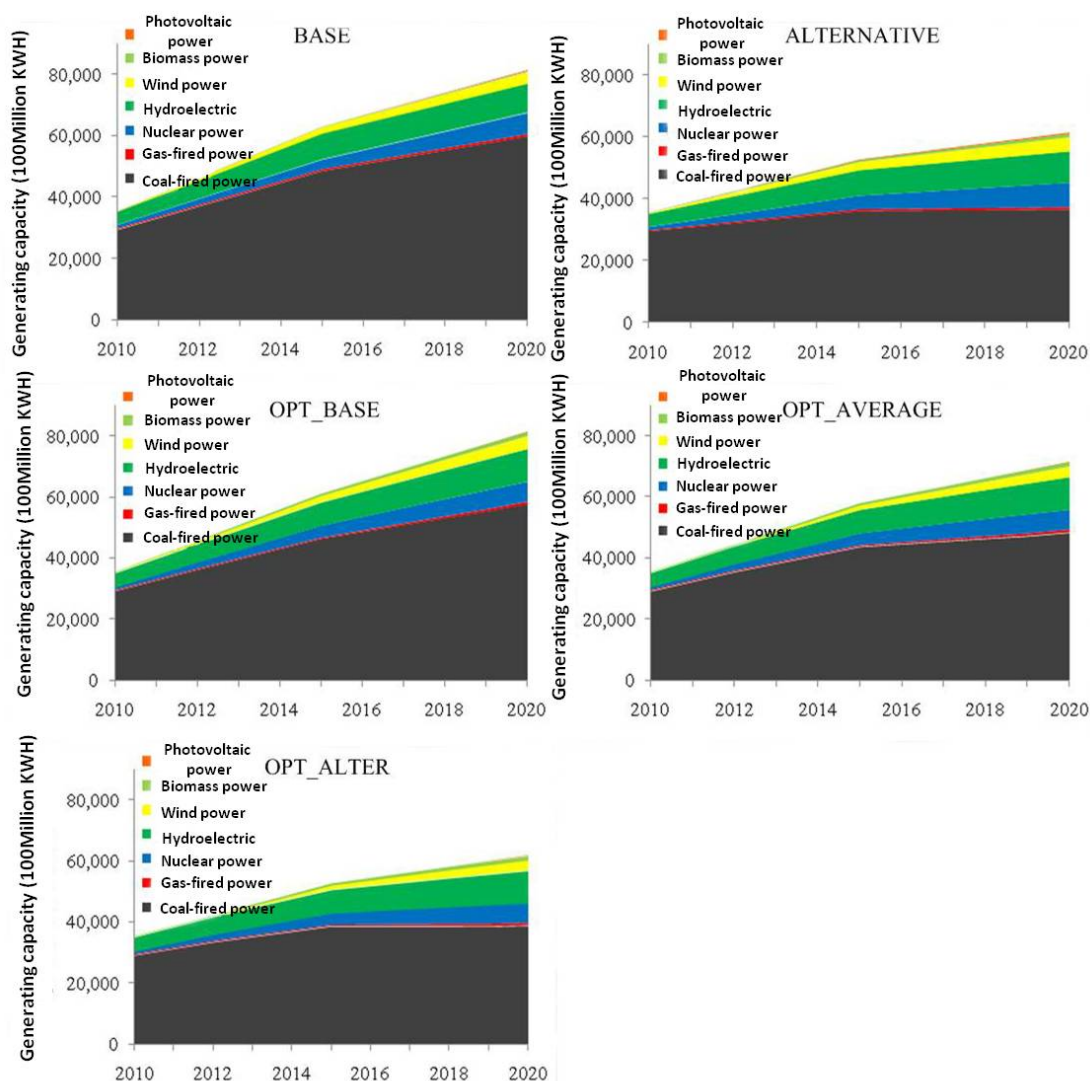 BASE
Generating capacity (100Million KWH)
Photovoltaic
power
Biomass power
Wind power
Hydroelectric
Nuclear power
Gas-fired power
Coal-fired power
80,000
60,000
40,000
20,000
0
2010 2012 2014 2016 2018 2020
ALTERNATIVE
Generating capacity (100Million KWH)
Photovoltaic
power
Biomass power
Wind power
Hydroelectric
Nuclear power
Gas-fired power
Coal-fired power
80,000
60,000
40,000
20,000
0
2010 2012 2014 2016 2018 2020
OPT_BASE
Generating capacity (100Million KWH)
Photovoltaic
power
Biomass power
Wind power
Hydroelectric
Nuclear power
Gas-fired power
Coal-fired power
80,000
60,000
40,000
20,000
0
2010 2012 2014 2016 2018 2020
OPT_AVERAGE
Generating capacity (100Million KWH)
Photovoltaic
power
Biomass power
Wind power
Hydroelectric
Nuclear power
Gas-fired power
Coal-fired power
80,000
60,000
40,000
20,000
0
2010 2012 2014 2016 2018 2020
OPT_ALTER
Generating capacity (100Million KWH)
Photovoltaic
power
Biomass power
Wind power
Hydroelectric
Nuclear power
Gas-fired power
Coal-fired power
80,000
60,000
40,000
20,000
0
2010 2012 2014 2016 2018 2020